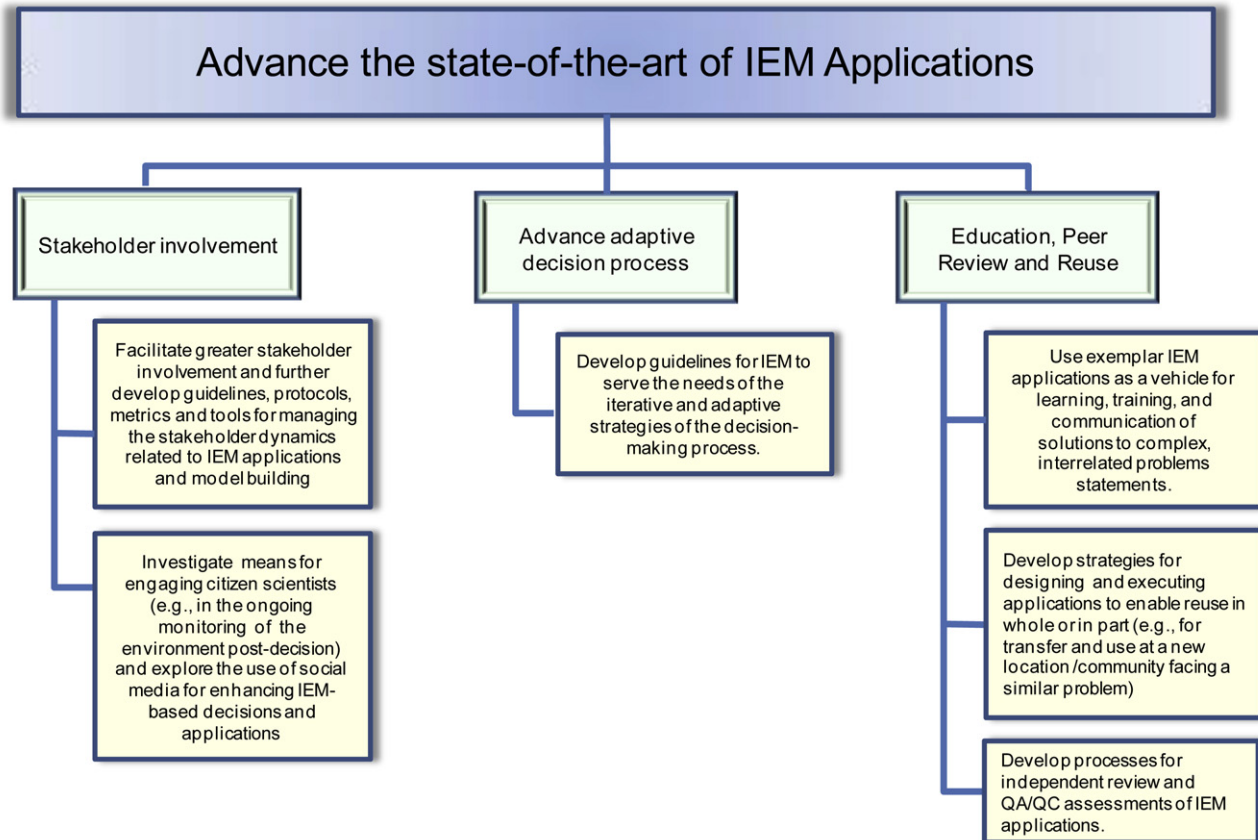 Advance the state-of-the-art of IEM Applications
Stakeholder involvement
Facilitate greater stakeholder
involvement and further
develop guidelines, protocols,
metrics and tools for managing
the stakeholder dynamics
related to IEM applications
and model building
Investigate means for
engaging citizen scientists
(e.g., in the ongoing
monitoring of the
environment post-decision)
and explore the use of social
media for enhancing IEM-
based decisions and
applications
Advance adaptive
decision process
Develop guidelines for IEM to
serve the needs of the
iterative and adaptive
strategies of the decision-
making process.
Education, Peer
Review and Reuse
Use exemplar IEM
applications as a vehicle for
learning, training, and
communication of
solutions to complex,
interrelated problems
statements.
Develop strategies for
designing and executing
applications to enable reuse in
whole or in part (e.g., for
transfer and use at a new
location /community facing a
similar problem)
Develop processes for
independent review and
QA/QC assessments of IEM
applications.